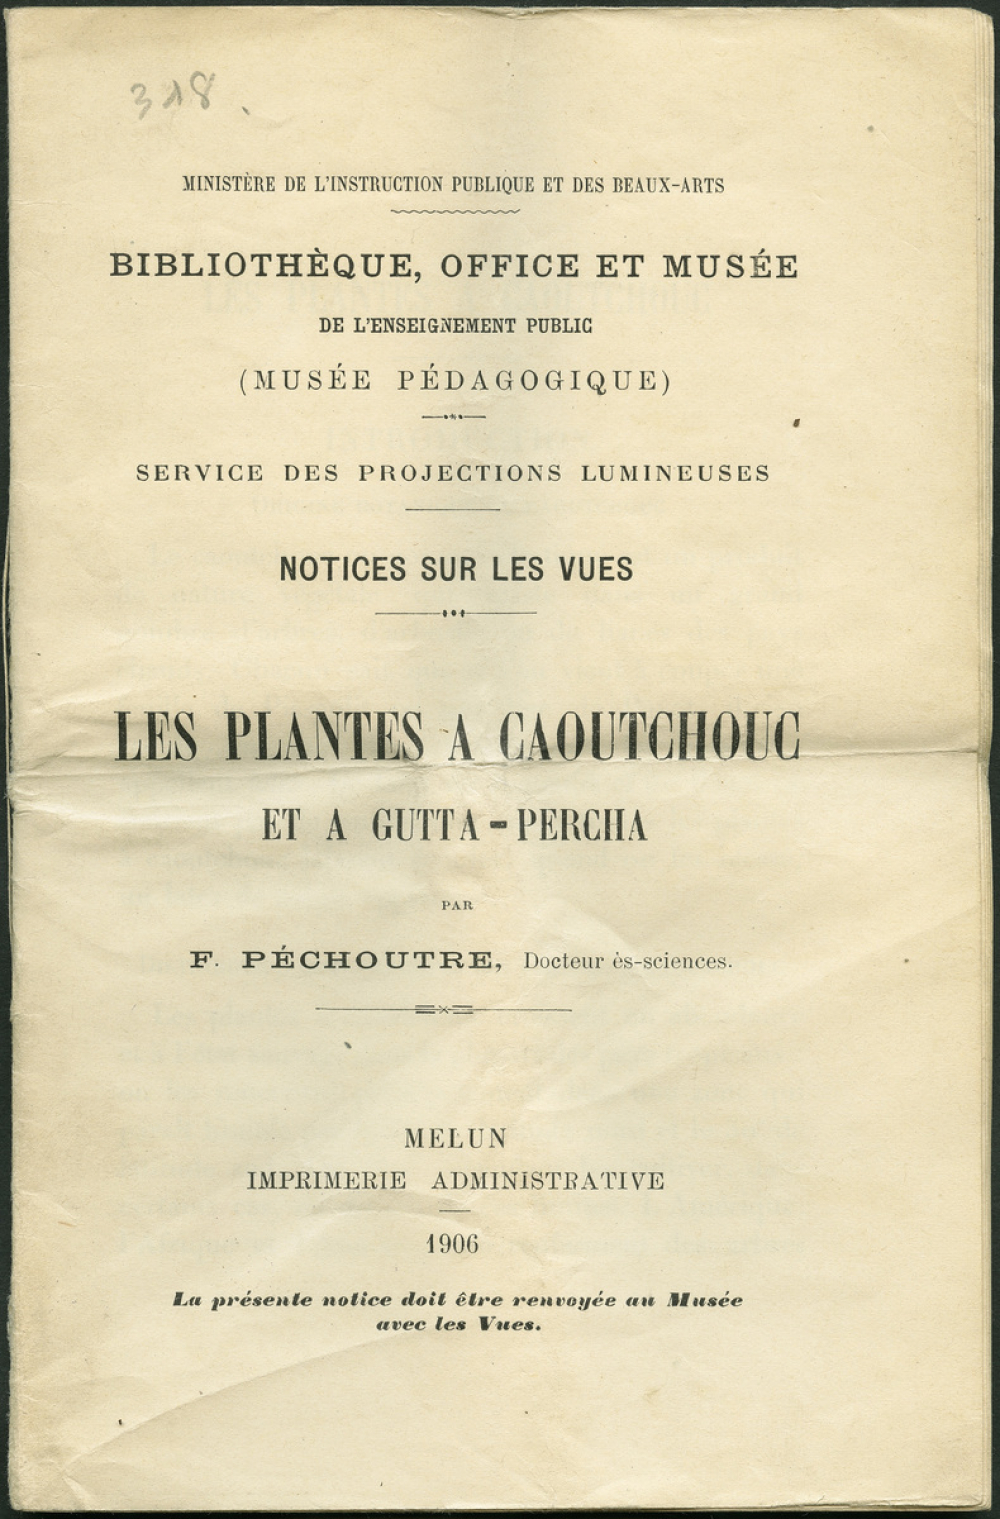 318
MINISTÈRE DE L'INSTRUCTION PUBLIQUE ET DES BEAUX-ARTS
BIBLIOTHÈQUE, OFFICE ET MUSÉE
DE L'ENSEIGNEMENT PUBLIC
(MUSÉE PÉDAGOGIQUE)
SERVICE DES PROJECTIONS LUMINEUSES
NOTICES SUR LES VUES
LES PLANTES A CAOUTCHOUC
ET A GUTTA-PERCHA
PAR
F. PÉCHOUTRE, Docteur ès-sciences.
MELUN
IMPRIMERIE ADMINISTRATIVE
1906
La présente notice doit être renvoyée au Musée
avec les Vues.